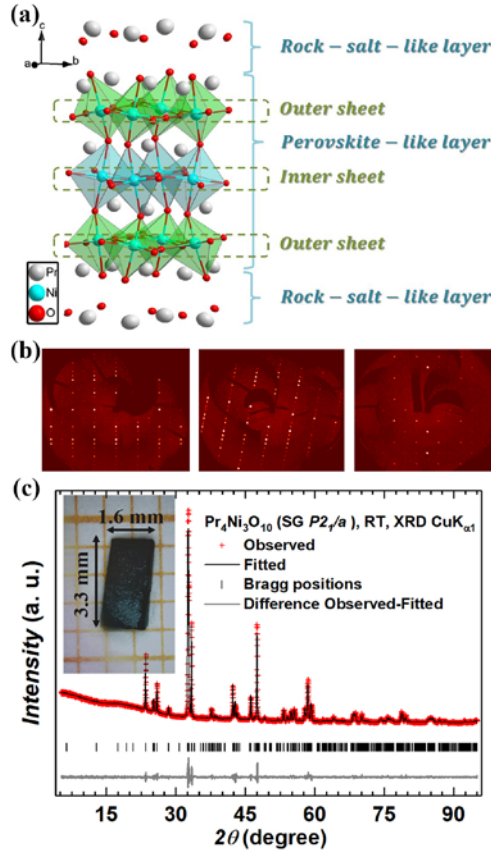 (a)
c
a
b
Rock – salt – like layer
Outer sheet
Perovskite – like layer
Inner sheet
Outer sheet
Pr
Ni
O
Rock – salt – like layer
(b)
(c)
1.6 mm
3.3 mm
Pr₄Ni₃O₁₀ (SG P2₁/a ), RT, XRD CuKα₁
Observed
Fitted
Bragg positions
Difference Observed-Fitted
Intensity (a. u.)
0 15 30 45 60 75 90
2θ (degree)